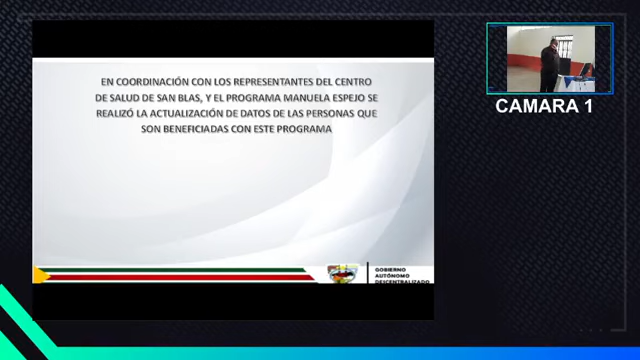 EN COORDINACIÓN CON LOS REPRESENTANTES DEL CENTRO
DE SALUD DE SAN BLAS, Y EL PROGRAMA MANUELA ESPEJO SE
REALIZÓ LA ACTUALIZACIÓN DE DATOS DE LAS PERSONAS QUE
SON BENEFICIADAS CON ESTE PROGRAMA
CAMARA 1
GOBIERNO
AUTÓNOMO
DESCENTRALIZADO